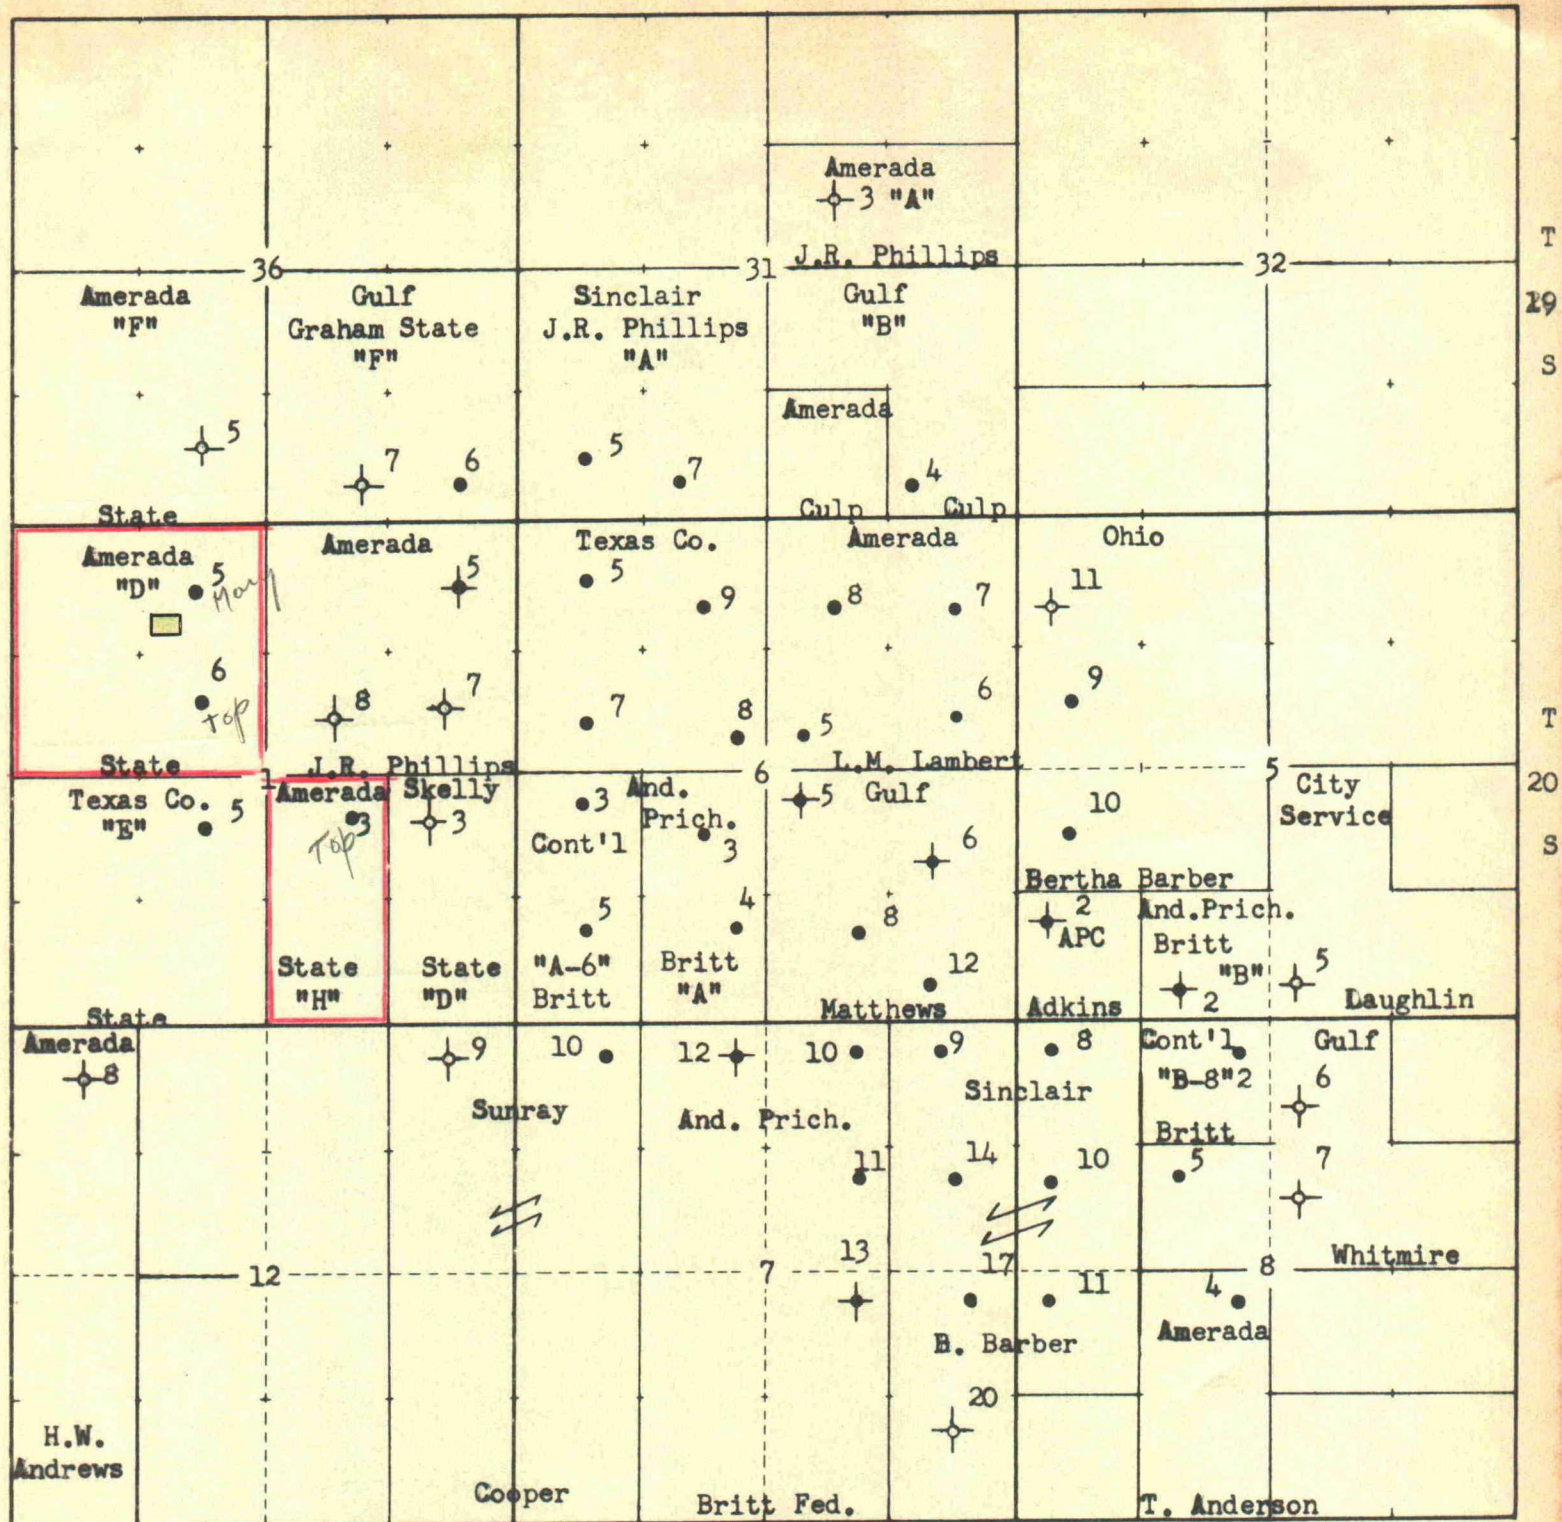 Amerada
3 "A"
J.R. Phillips
36
31
32
T
19
S
Amerada
"F"
5
State
Gulf
Graham State
"F"
7
6
Sinclair
J.R. Phillips
"A"
5
7
Gulf
"B"
Amerada
Culp
4
Culp
Amerada
"D"
5
6
Top
State
Amerada
5
8
7
J.R. Phillips
Texas Co.
5
9
7
8
Amerada
8
7
6
5
L.M. Lambert
Ohio
11
9
T
20
S
1
6
5
Texas Co.
"E"
5
State
Amerada
3
Top
State
"H"
Skelly
3
State
"D"
3
Cont'l
5
"A-6"
Britt
And.
Prich.
3
4
Britt
"A"
5
Gulf
6
8
12
Matthews
10
Bertha Barber
2
APC
Adkins
And.Prich.
Britt
"B"
2
City
Service
5
Laughlin
Amerada
8
H.W.
Andrews
9
10
Sunray
Cooper
12
10
And. Prich.
11
13
Britt Fed.
9
8
Sinclair
14
10
17
11
B. Barber
20
Cont'l
"B-8"2
Britt
5
Gulf
6
7
Whitmire
12
7
8
4
Amerada
T. Anderson